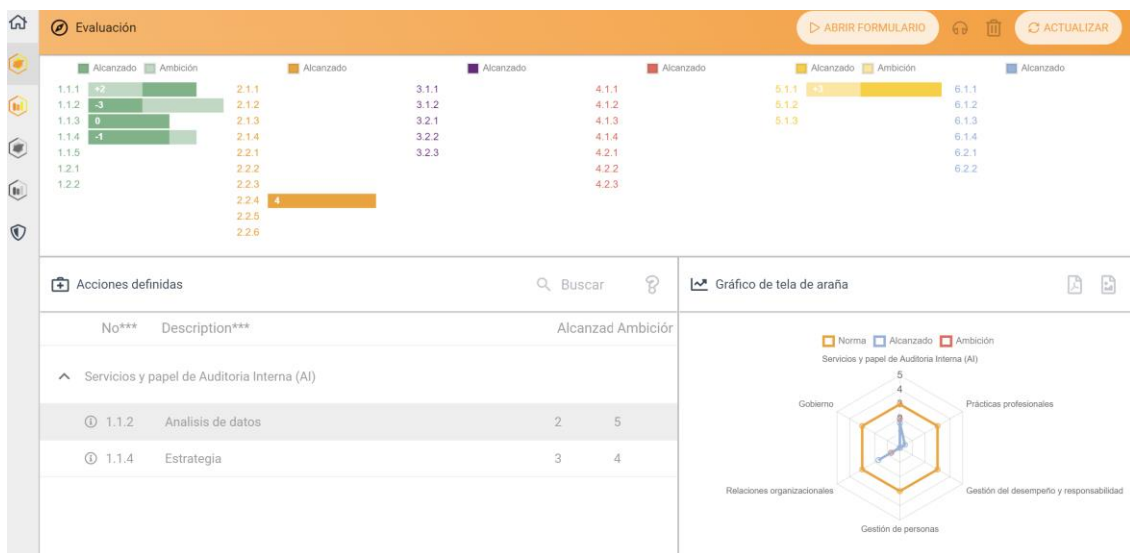 Evaluación
ABRIR FORMULARIO
ACTUALIZAR
Alcanzado Ambición
1.1.1 +2
1.1.2 -3
1.1.3 0
1.1.4 -1
1.1.5
1.2.1
1.2.2
Alcanzado
2.1.1
2.1.2
2.1.3
2.1.4
2.2.1
2.2.2
2.2.3
2.2.4 4
2.2.5
2.2.6
Alcanzado
3.1.1
3.1.2
3.2.1
3.2.2
3.2.3
Alcanzado
4.1.1
4.1.2
4.1.3
4.1.4
4.2.1
4.2.2
4.2.3
Alcanzado Ambición
5.1.1 +3
5.1.2
5.1.3
Alcanzado
6.1.1
6.1.2
6.1.3
6.1.4
6.2.1
6.2.2
Acciones definidas
Buscar
No*** Description*** Alcanzad Ambiciór
Servicios y papel de Auditoria Interna (AI)
1.1.2 Analisis de datos 2 5
1.1.4 Estrategia 3 4
Gráfico de tela de araña
Norma Alcanzado Ambición
Servicios y papel de Auditoria Interna (AI)
5
4
3
Gobierno
Prácticas profesionales
Relaciones organizacionales
Gestión del desempeño y responsabilidad
Gestión de personas